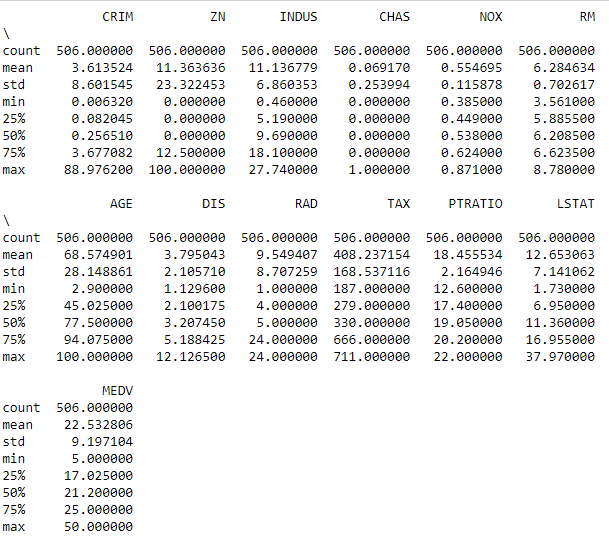 CRIM ZN INDUS CHAS NOX RM
\
count 506.000000 506.000000 506.000000 506.000000 506.000000 506.000000
mean 3.613524 11.363636 11.136779 0.069170 0.554695 6.284634
std 8.601545 23.322453 6.860353 0.253994 0.115878 0.702617
min 0.006320 0.000000 0.460000 0.000000 0.385000 3.561000
25% 0.082045 0.000000 5.190000 0.000000 0.449000 5.885500
50% 0.256510 0.000000 9.690000 0.000000 0.538000 6.208500
75% 3.677082 12.500000 18.100000 0.000000 0.624000 6.623500
max 88.976200 100.000000 27.740000 1.000000 0.871000 8.780000
AGE DIS RAD TAX PTRATIO LSTAT
\
count 506.000000 506.000000 506.000000 506.000000 506.000000 506.000000
mean 68.574901 3.795043 9.549407 408.237154 18.455534 12.653063
std 28.148861 2.105710 8.707259 168.537116 2.164946 7.141062
min 2.900000 1.129600 1.000000 187.000000 12.600000 1.730000
25% 45.025000 2.100175 4.000000 279.000000 17.400000 6.950000
50% 77.500000 3.207450 5.000000 330.000000 19.050000 11.360000
75% 94.075000 5.188425 24.000000 666.000000 20.200000 16.955000
max 100.000000 12.126500 24.000000 711.000000 22.000000 37.970000
MEDV
count 506.000000
mean 22.532806
std 9.197104
min 5.000000
25% 17.025000
50% 21.200000
75% 25.000000
max 50.000000